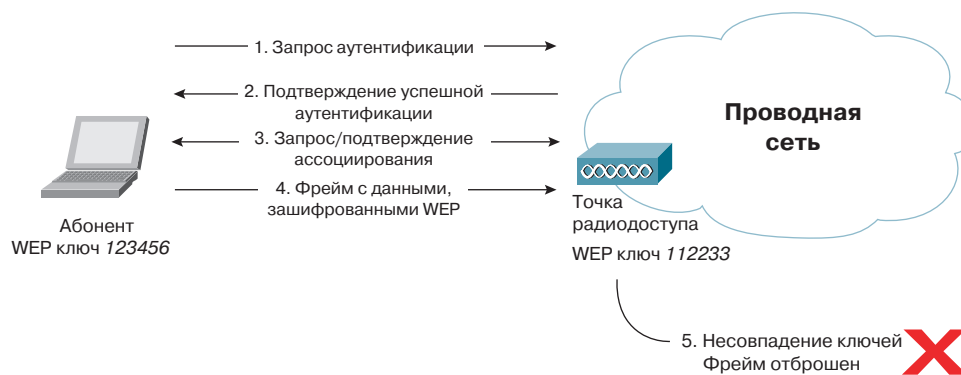 1. Запрос аутентификации
2. Подтверждение успешной
аутентификации
3. Запрос/подтверждение
ассоциирования
4. Фрейм с данными,
зашифрованными WEP
Абонент
WEP ключ 123456
Проводная
сеть
Точка
радиодоступа
WEP ключ 112233
5. Несовпадение ключей
Фрейм отброшен